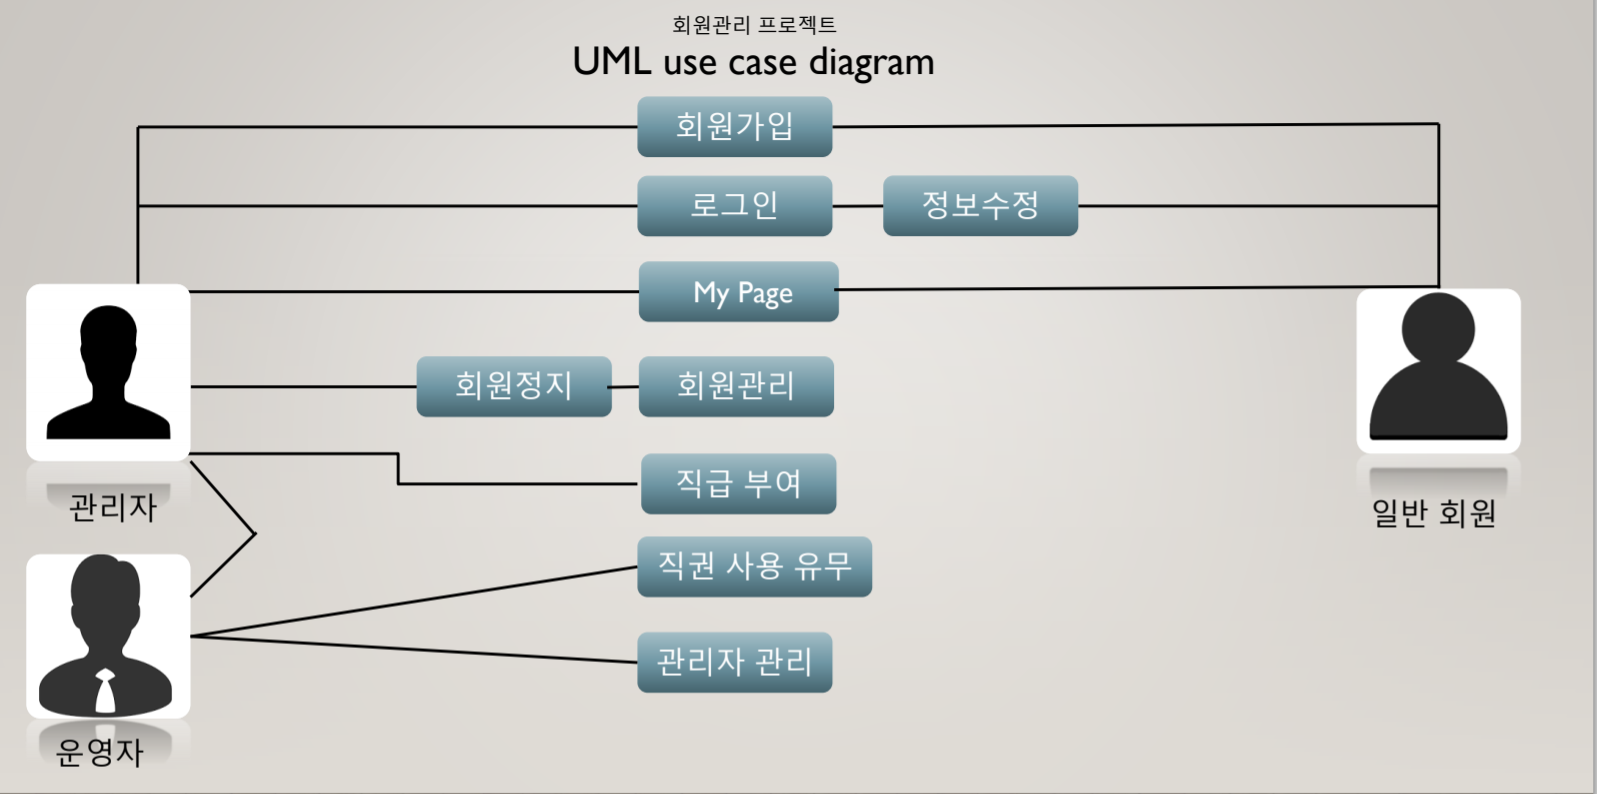 회원관리 프로젝트
UML use case diagram
회원가입
로그인
정보수정
My Page
회원정지
회원관리
직급 부여
관리자
일반 회원
직권 사용 유무
관리자 관리
운영자